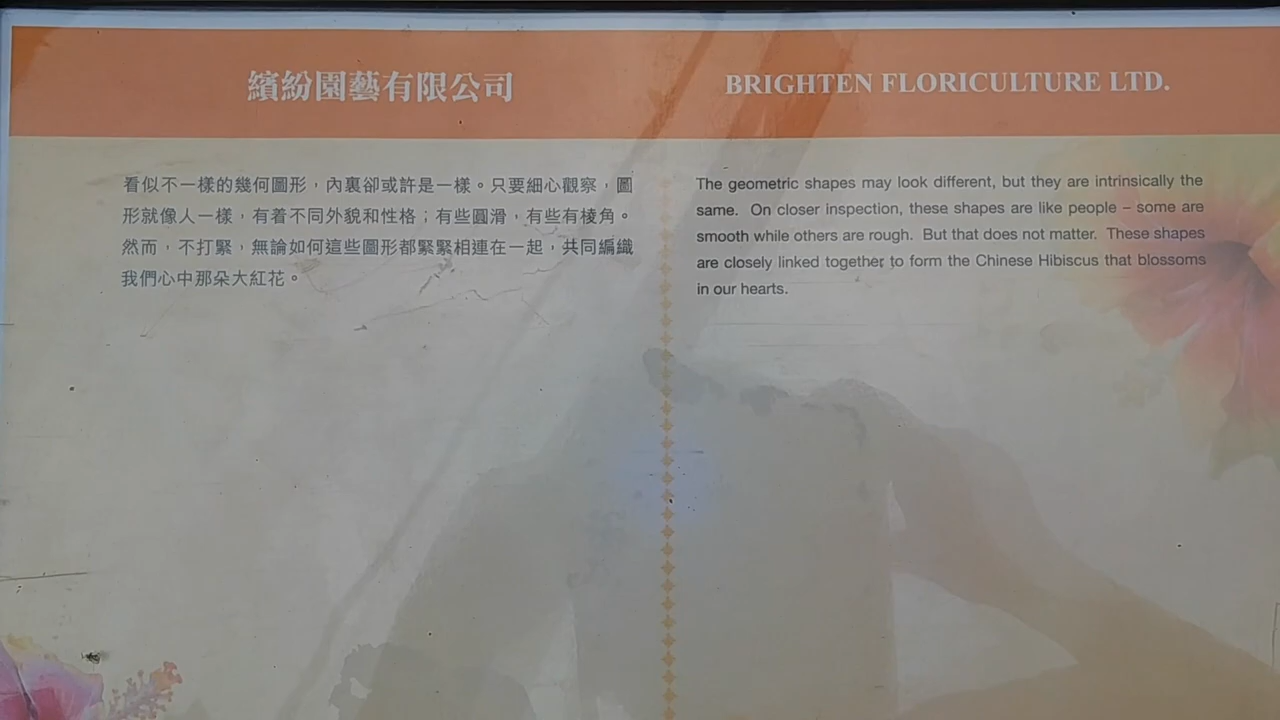 繽紛園藝有限公司
BRIGHTEN FLORICULTURE LTD.
看似不一樣的幾何圖形，內裏卻或許是一樣。只要細心觀察，圖
形就像人一樣，有着不同外貌和性格；有些圓滑，有些有棱角。
然而，不打緊，無論如何這些圖形都緊緊相連在一起，共同編織
我們心中那朵大紅花。
The geometric shapes may look different, but they are intrinsically the
same. On closer inspection, these shapes are like people – some are
smooth while others are rough. But that does not matter. These shapes
are closely linked together to form the Chinese Hibiscus that blossoms
in our hearts.